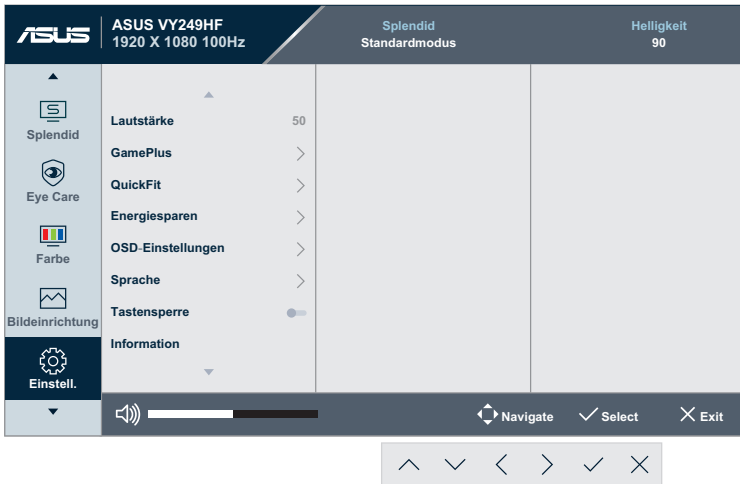 ASUS
ASUS VY249HF
1920 X 1080 100Hz
Splendid
Standardmodus
Helligkeit
90
S
Splendid
Eye Care
Farbe
Bildeinrichtung
Einstell.
Lautstärke 50
GamePlus
QuickFit
Energiesparen
OSD-Einstellungen
Sprache
Tastensperre
Information
Navigate
Select
Exit